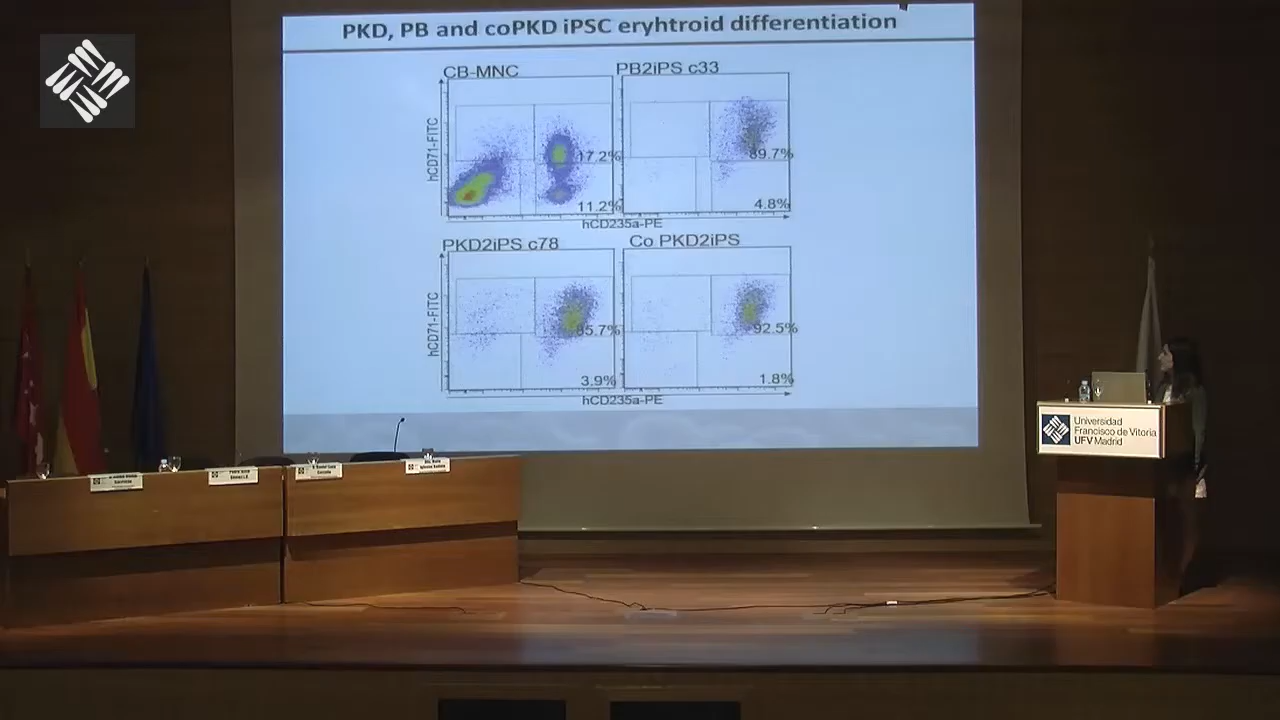 PKD, PB and coPKD iPSC eryhtroid differentiation
CB-MNC
PB2iPS c33
hCD71-FITC
17.2%
89.7%
11.2%
4.8%
hCD235a-PE
PKD2iPS c78
Co PKD2iPS
hCD71-FITC
85.7%
92.5%
3.9%
1.8%
hCD235a-PE
Universidad
Francisco de Vitoria
UFV Madrid